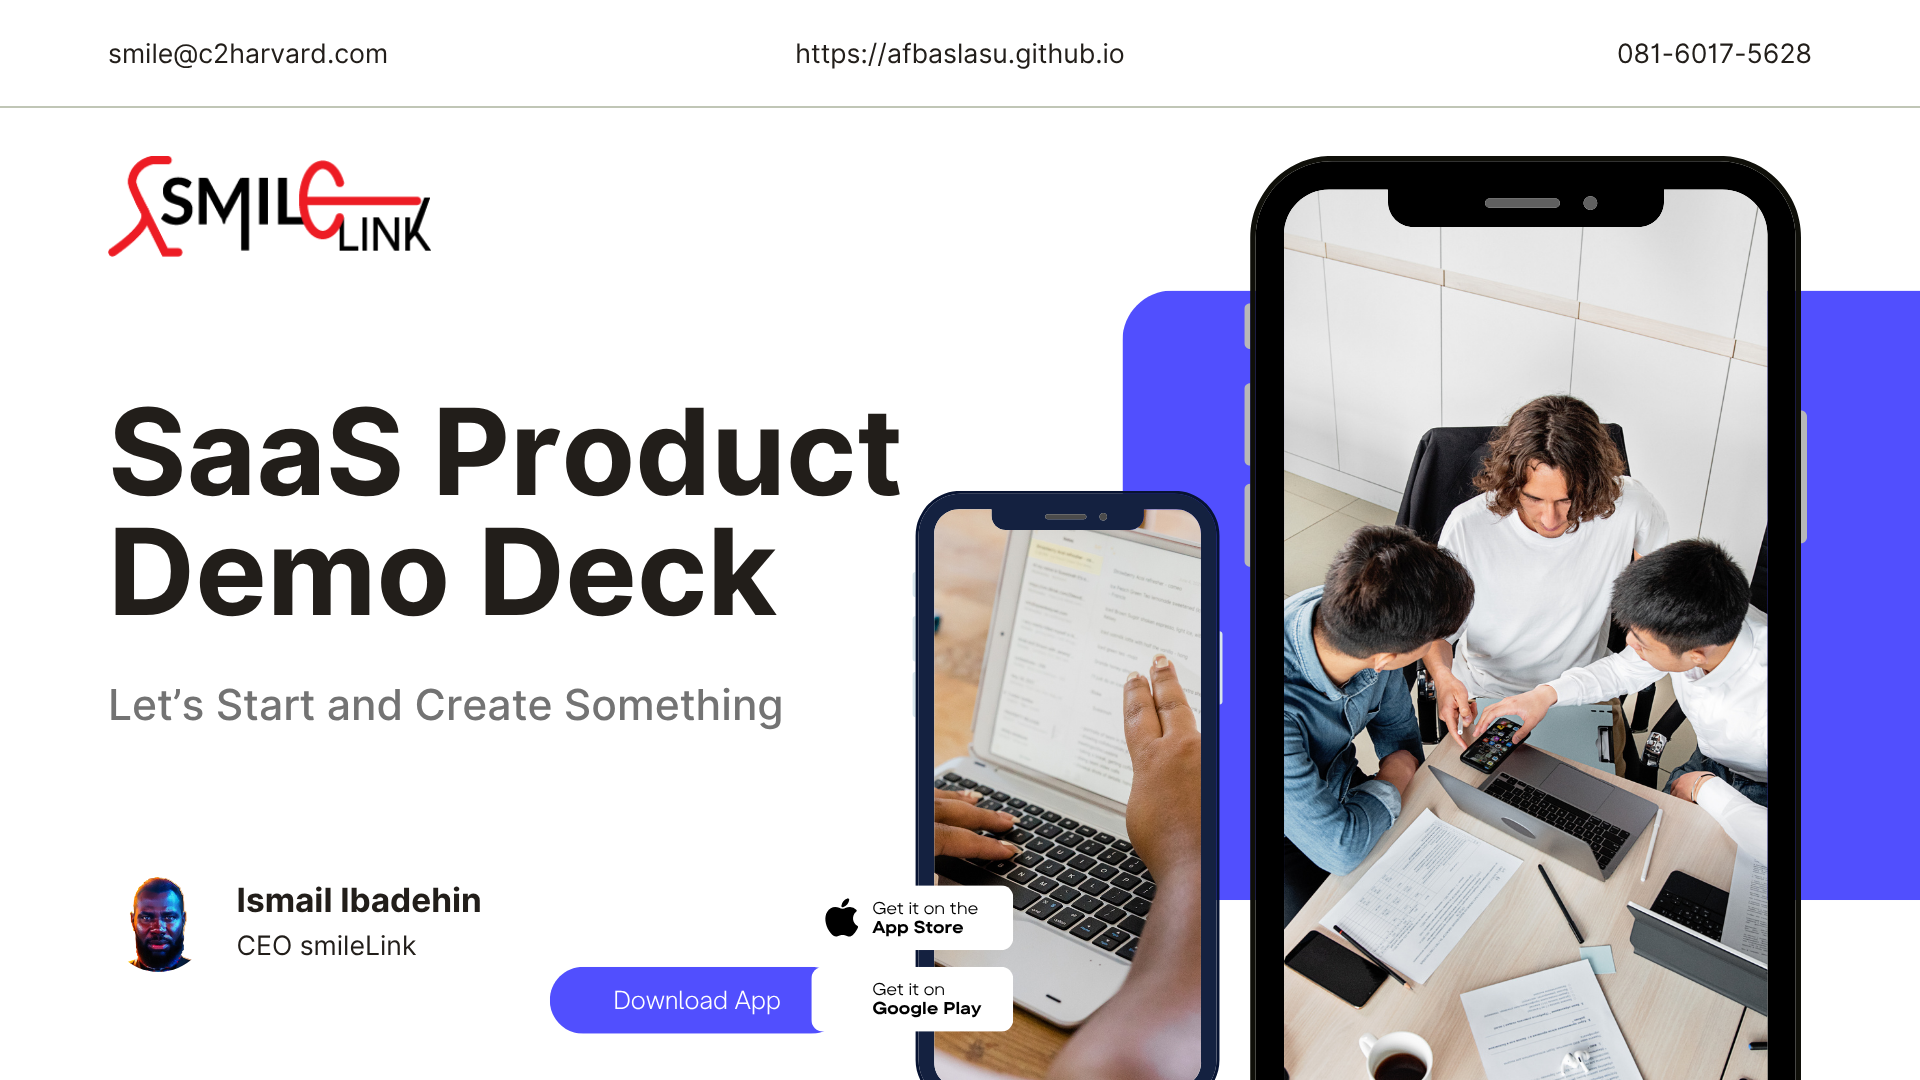 smile@c2harvard.com
https://afbaslasu.github.io
081-6017-5628
SMILE
LINK
SaaS Product
Demo Deck
Let’s Start and Create Something
Ismail Ibadehin
CEO smileLink
Get it on the
App Store
Download App
Get it on
Google Play